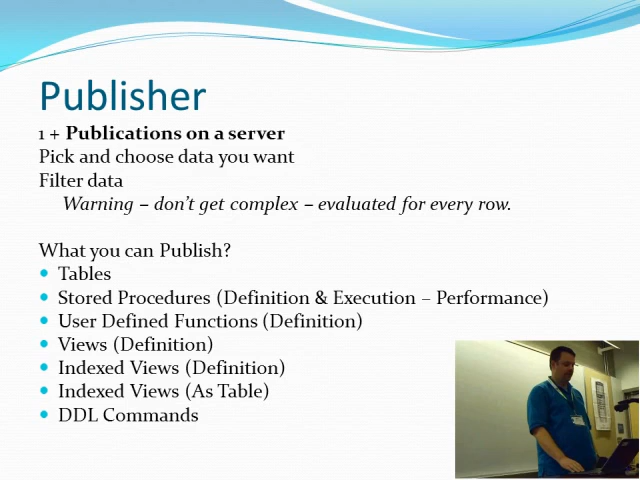 Publisher
1 + Publications on a server
Pick and choose data you want
Filter data
Warning – don't get complex – evaluated for every row.
What you can Publish?
• Tables
• Stored Procedures (Definition & Execution – Performance)
• User Defined Functions (Definition)
• Views (Definition)
• Indexed Views (Definition)
• Indexed Views (As Table)
• DDL Commands